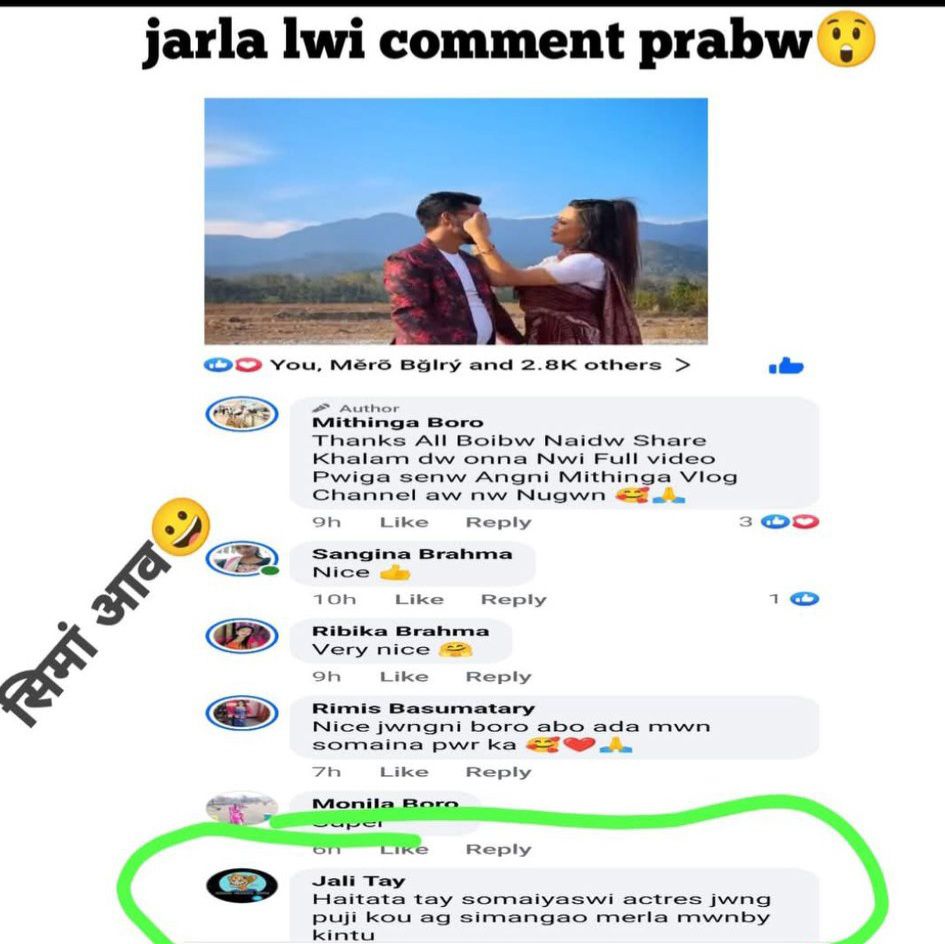 jarla lwi comment prabw😲
You, Mĕrõ Bğlrý and 2.8K others >
Author
Mithinga Boro
Thanks All Boibw Naidw Share
Khalam dw onna Nwi Full video
Pwiga senw Angni Mithinga Vlog
Channel aw nw Nugwn 🥰🙏
9h Like Reply 3
सिमां आव😀
Sangina Brahma
Nice 👍
10h Like Reply 1
Ribika Brahma
Very nice 🤗
9h Like Reply
Rimis Basumatary
Nice jwngni boro abo ada mwn
somaina pwr ka 🥰❤️🙏
7h Like Reply
Monila Boro
Super
6h Like Reply
Jali Tay
Haitata tay somaiyaswi actres jwng
puji kou ag simangao merla mwnby
kintu